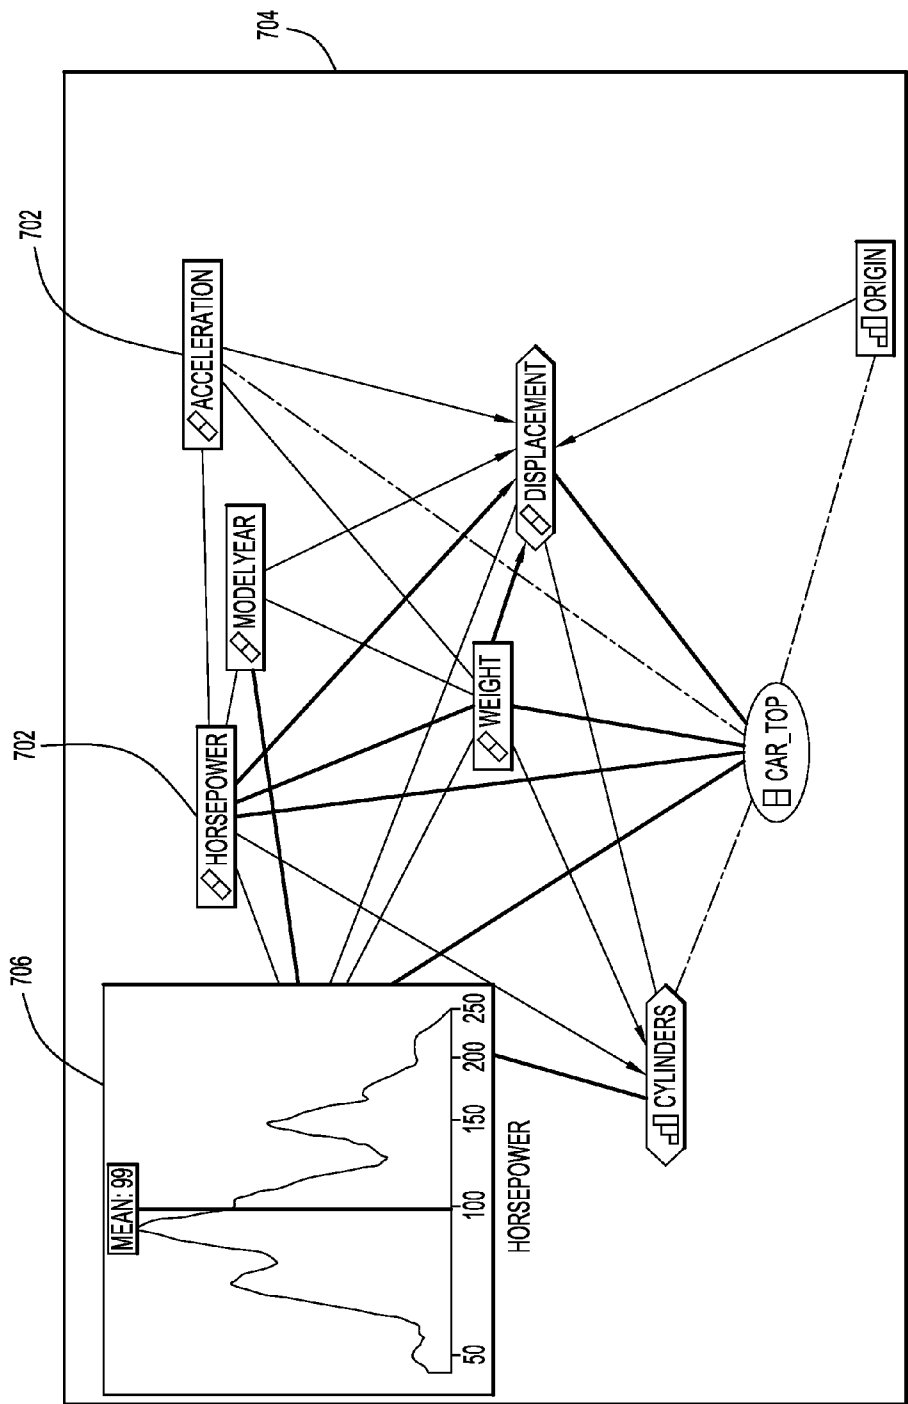 706
702
702
704
MEAN: 99
50
100
150
200
250
HORSEPOWER
HORSEPOWER
MODELYEAR
ACCELERATION
WEIGHT
DISPLACEMENT
CYLINDERS
CAR_TOP
ORIGIN